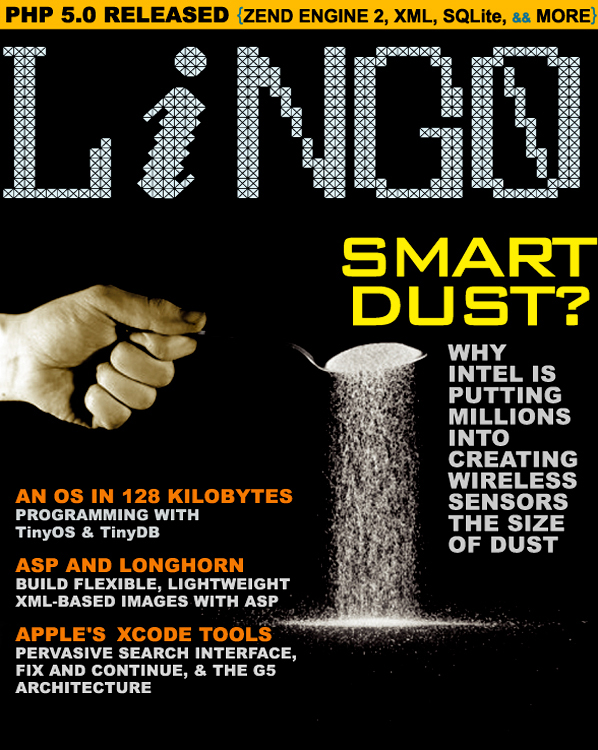 PHP 5.0 RELEASED {ZEND ENGINE 2, XML, SQLite, && MORE}
LiNGO
SMART
DUST?
WHY
INTEL IS
PUTTING
MILLIONS
INTO
CREATING
WIRELESS
SENSORS
THE SIZE
OF DUST
AN OS IN 128 KILOBYTES
PROGRAMMING WITH
TinyOS & TinyDB
ASP AND LONGHORN
BUILD FLEXIBLE, LIGHTWEIGHT
XML-BASED IMAGES WITH ASP
APPLE'S XCODE TOOLS
PERVASIVE SEARCH INTERFACE,
FIX AND CONTINUE, & THE G5
ARCHITECTURE